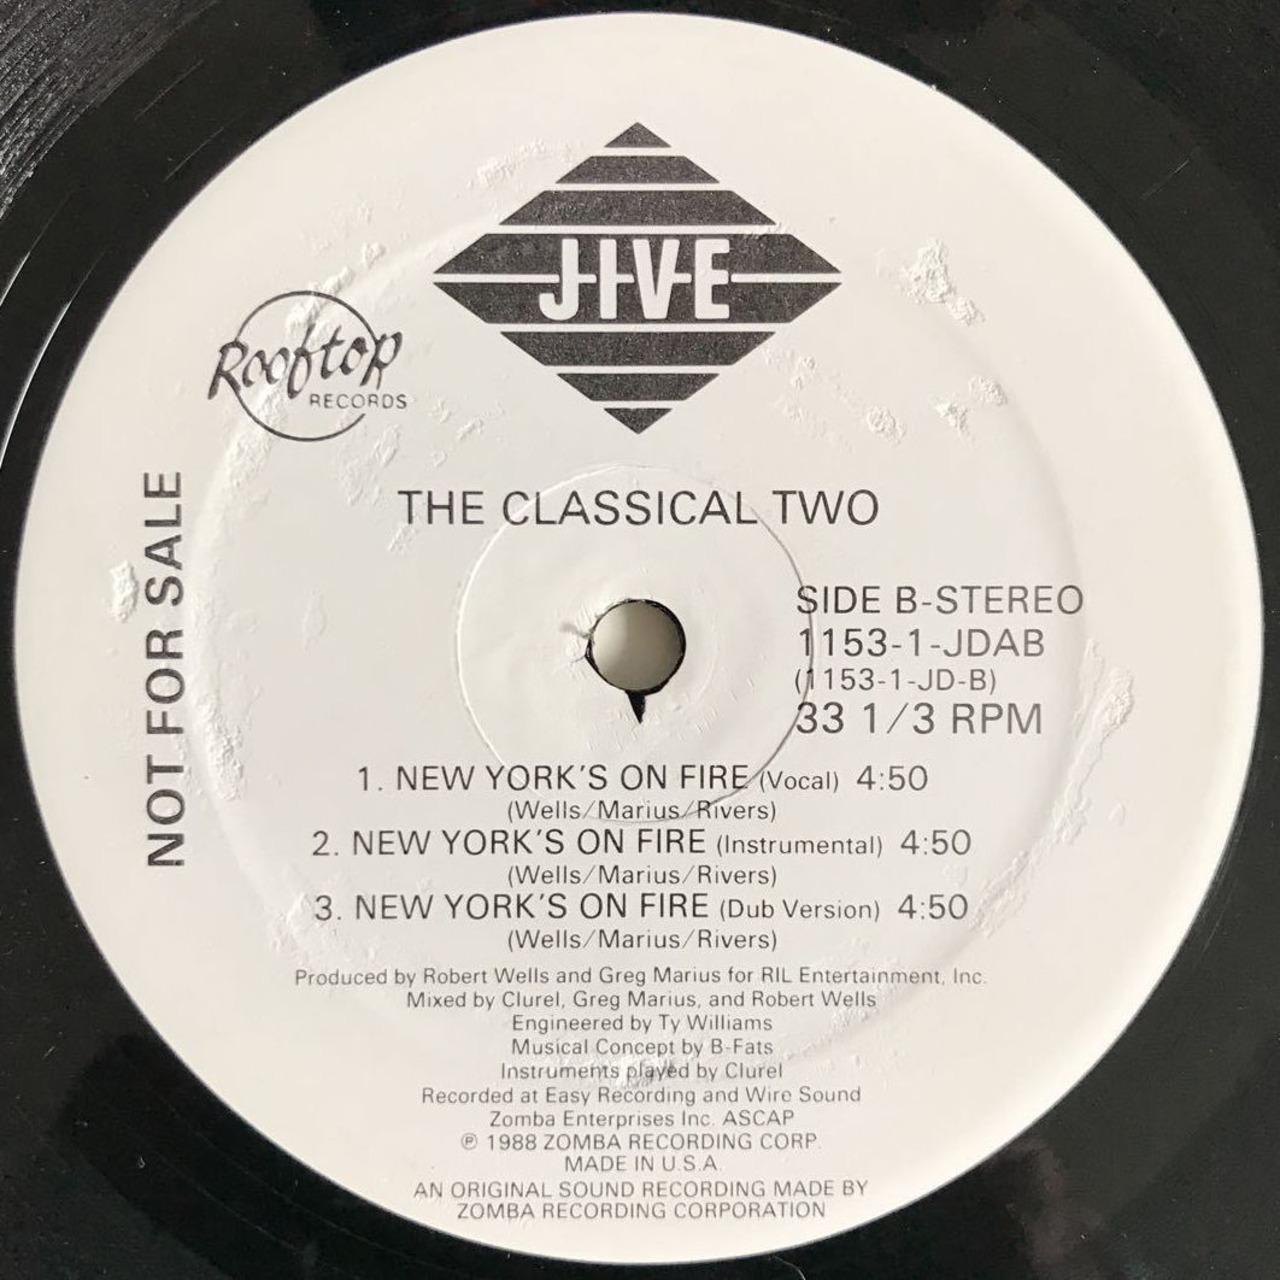 JIVE
Rooftop
RECORDS
NOT FOR SALE
THE CLASSICAL TWO
SIDE B-STEREO
1153-1-JDAB
(1153-1-JD-B)
33 1/3 RPM
1. NEW YORK'S ON FIRE (Vocal) 4:50
(Wells/Marius/Rivers)
2. NEW YORK'S ON FIRE (Instrumental) 4:50
(Wells/Marius/Rivers)
3. NEW YORK'S ON FIRE (Dub Version) 4:50
(Wells/Marius/Rivers)
Produced by Robert Wells and Greg Marius for RIL Entertainment, Inc.
Mixed by Clurel, Greg Marius, and Robert Wells
Engineered by Ty Williams
Musical Concept by B-Fats
Instruments played by Clurel
Recorded at Easy Recording and Wire Sound
Zomba Enterprises Inc. ASCAP
℗ 1988 ZOMBA RECORDING CORP.
MADE IN U.S.A.
AN ORIGINAL SOUND RECORDING MADE BY
ZOMBA RECORDING CORPORATION